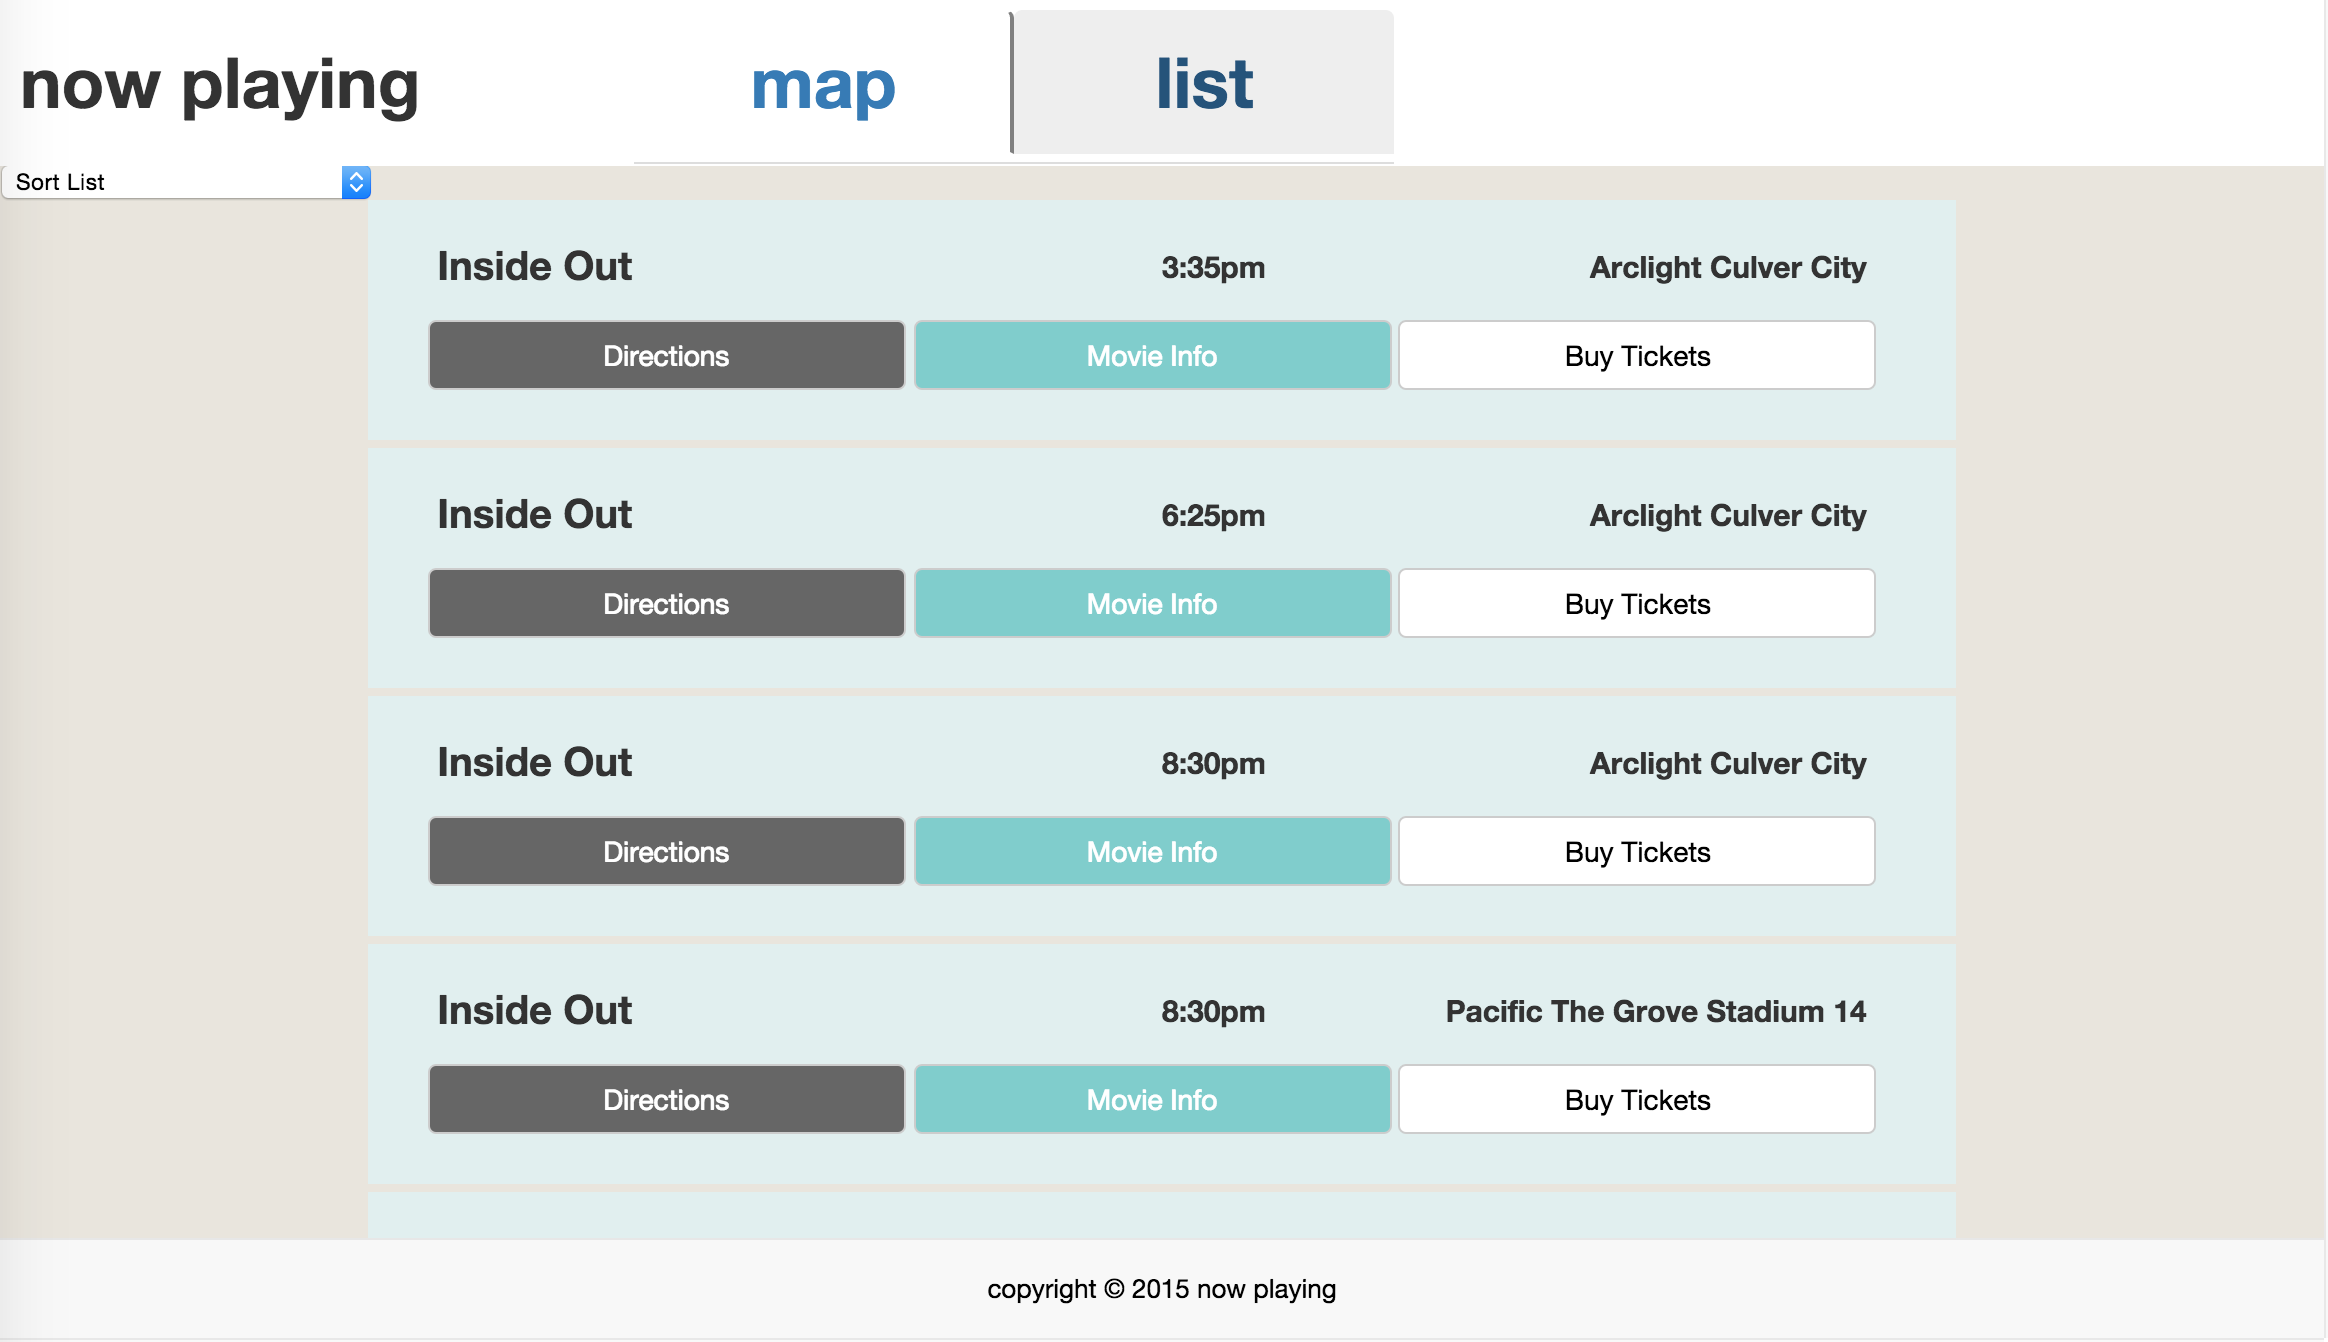 now playing map list
Sort List
Inside Out 3:35pm Arclight Culver City
Directions Movie Info Buy Tickets
Inside Out 6:25pm Arclight Culver City
Directions Movie Info Buy Tickets
Inside Out 8:30pm Arclight Culver City
Directions Movie Info Buy Tickets
Inside Out 8:30pm Pacific The Grove Stadium 14
Directions Movie Info Buy Tickets
copyright © 2015 now playing